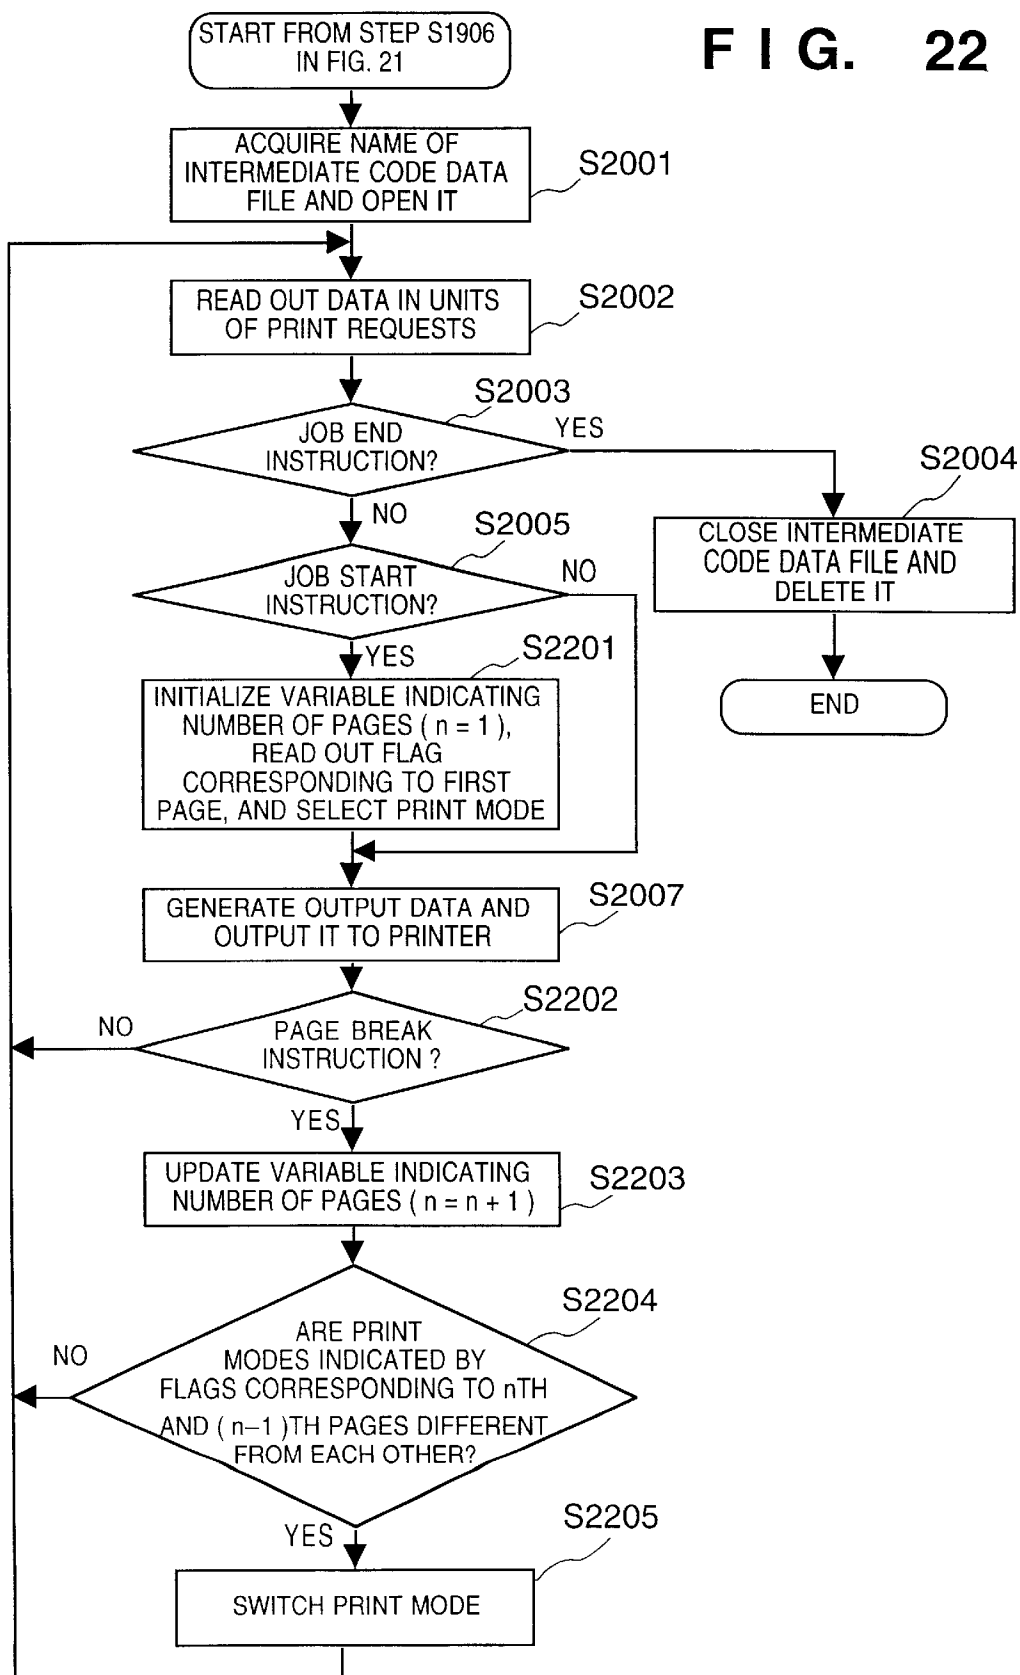 START FROM STEP S1906
IN FIG. 21
F I G. 22
ACQUIRE NAME OF
INTERMEDIATE CODE DATA
FILE AND OPEN IT
S2001
READ OUT DATA IN UNITS
OF PRINT REQUESTS
S2002
S2003
JOB END
INSTRUCTION?
YES
NO
S2004
CLOSE INTERMEDIATE
CODE DATA FILE AND
DELETE IT
END
S2005
JOB START
INSTRUCTION?
NO
YES
S2201
INITIALIZE VARIABLE INDICATING
NUMBER OF PAGES ( n = 1 ),
READ OUT FLAG
CORRESPONDING TO FIRST
PAGE, AND SELECT PRINT MODE
S2007
GENERATE OUTPUT DATA AND
OUTPUT IT TO PRINTER
S2202
NO
PAGE BREAK
INSTRUCTION ?
YES
UPDATE VARIABLE INDICATING
NUMBER OF PAGES ( n = n + 1 )
S2203
S2204
NO
ARE PRINT
MODES INDICATED BY
FLAGS CORRESPONDING TO nTH
AND ( n−1 )TH PAGES DIFFERENT
FROM EACH OTHER?
YES
S2205
SWITCH PRINT MODE